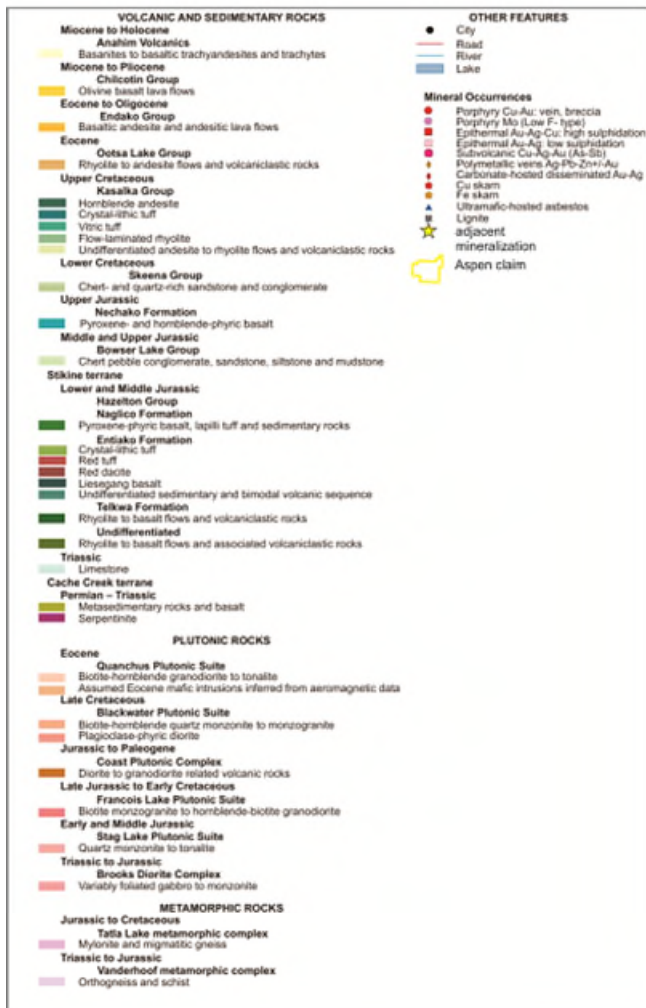 VOLCANIC AND SEDIMENTARY ROCKS
Miocene to Holocene
Anahim Volcanics
Basanites to basaltic trachyandesites and trachytes
Miocene to Pliocene
Chilcotin Group
Olivine basalt lava flows
Eocene to Oligocene
Endako Group
Basaltic andesite and andesitic lava flows
Eocene
Ootsa Lake Group
Rhyolite to andesite flows and volcaniclastic rocks
Upper Cretaceous
Kasalka Group
Hornblende andesite
Crystal-lithic tuff
Vitric tuff
Flow-laminated rhyolite
Undifferentiated andesite to rhyolite flows and volcaniclastic rocks
Lower Cretaceous
Skeena Group
Chert- and quartz-rich sandstone and conglomerate
Upper Jurassic
Nechako Formation
Pyroxene- and hornblende-phyric basalt
Middle and Upper Jurassic
Bowser Lake Group
Chert pebble conglomerate, sandstone, siltstone and mudstone
Stikine terrane
Lower and Middle Jurassic
Hazelton Group
Naglico Formation
Pyroxene-phyric basalt, lapilli tuff and sedimentary rocks
Entiako Formation
Crystal-lithic tuff
Red tuff
Red dacite
Liesegang basalt
Undifferentiated sedimentary and bimodal volcanic sequence
Telkwa Formation
Rhyolite to basalt flows and volcaniclastic rocks
Undifferentiated
Rhyolite to basalt flows and associated volcaniclastic rocks
Triassic
Limestone
Cache Creek terrane
Permian – Triassic
Metasedimentary rocks and basalt
Serpentinite
PLUTONIC ROCKS
Eocene
Quanchus Plutonic Suite
Biotite-hornblende granodiorite to tonalite
Assumed Eocene mafic intrusions inferred from aeromagnetic data
Late Cretaceous
Blackwater Plutonic Suite
Biotite-hornblende quartz monzonite to monzogranite
Plagioclase-phyric diorite
Jurassic to Paleogene
Coast Plutonic Complex
Diorite to granodiorite related volcanic rocks
Late Jurassic to Early Cretaceous
Francois Lake Plutonic Suite
Biotite monzogranite to hornblende-biotite granodiorite
Early and Middle Jurassic
Stag Lake Plutonic Suite
Quartz monzonite to tonalite
Triassic to Jurassic
Brooks Diorite Complex
Variably foliated gabbro to monzonite
METAMORPHIC ROCKS
Jurassic to Cretaceous
Tatla Lake metamorphic complex
Mylonite and migmatitic gneiss
Triassic to Jurassic
Vanderhoof metamorphic complex
Orthogneiss and schist
OTHER FEATURES
City
Road
River
Lake
Mineral Occurrences
Porphyry Cu-Au: vein, breccia
Porphyry Mo (Low F- type)
Epithermal Au-Ag-Cu: high sulphidation
Epithermal Au-Ag: low sulphidation
Subvolcanic Cu-Ag-Au (As-Sb)
Polymetallic veins Ag-Pb-Zn+/-Au
Carbonate-hosted disseminated Au-Ag
Cu skarn
Fe skarn
Ultramafic-hosted asbestos
Lignite
adjacent
mineralization
Aspen claim